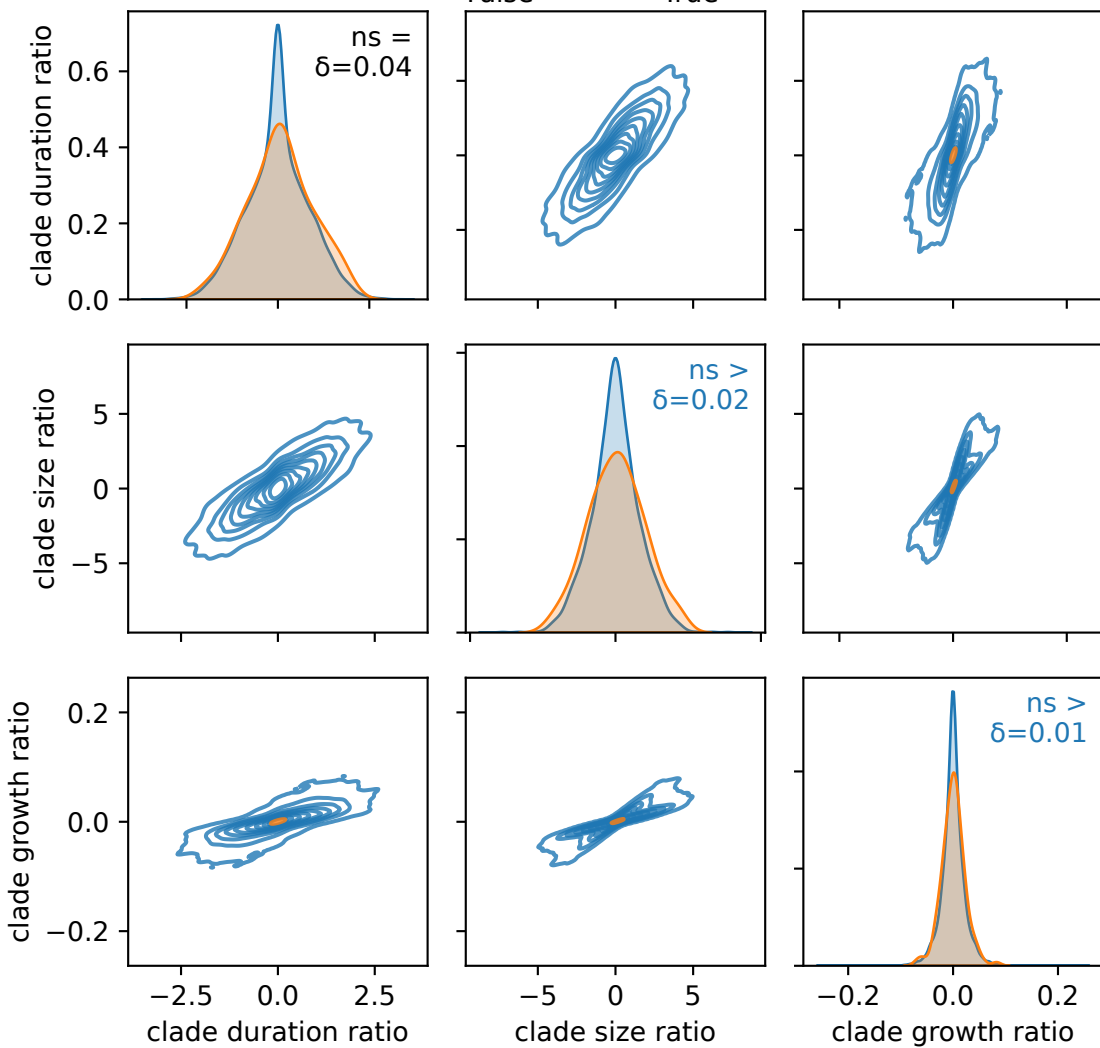 clade duration ratio
0.6
0.4
0.2
0.0
ns =
δ=0.04
clade size ratio
5
0
−5
ns >
δ=0.02
clade growth ratio
0.2
0.0
−0.2
ns >
δ=0.01
−2.5 0.0 2.5
−5 0 5
−0.2 0.0 0.2
clade duration ratio
clade size ratio
clade growth ratio